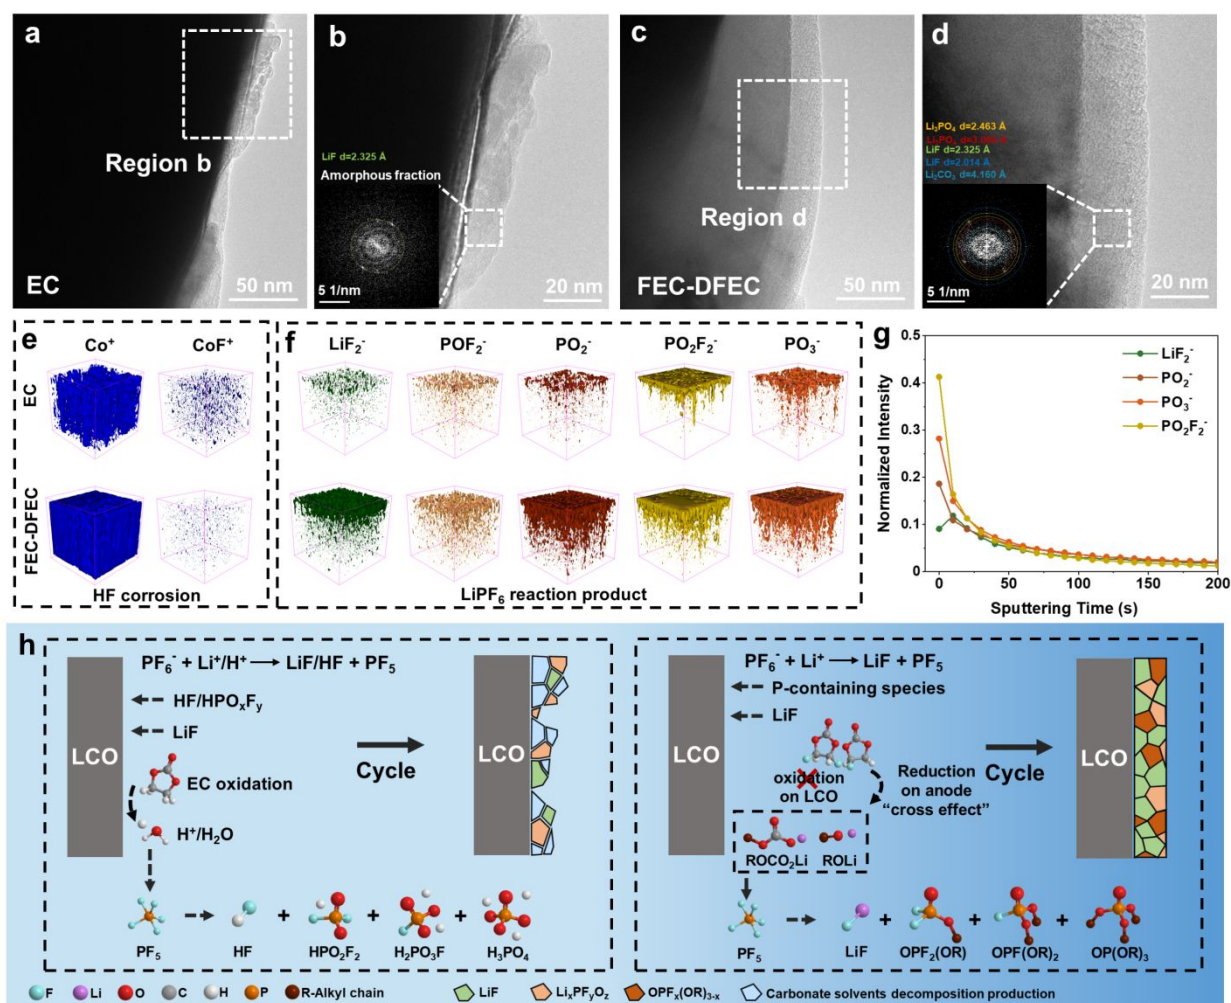 a
Region b
EC
50 nm
b
LiF d=2.325 Å
Amorphous fraction
5 1/nm
20 nm
c
Region d
FEC-DFEC
50 nm
d
Li₃PO₄ d=2.463 Å
LiF d=2.325 Å
LiF d=2.014 Å
Li₂CO₃ d=4.160 Å
5 1/nm
20 nm
e
Co⁺ CoF⁺
EC
FEC-DFEC
HF corrosion
f
LiF₂⁻ POF₂⁻ PO₂⁻ PO₂F₂⁻ PO₃⁻
LiPF₆ reaction product
g
Normalized Intensity
0.5
0.4
0.3
0.2
0.1
0
0 50 100 150 200
Sputtering Time (s)
LiF₂⁻
PO₂⁻
PO₃⁻
PO₂F₂⁻
h
PF₆⁻ + Li⁺/H⁺ → LiF/HF + PF₅
HF/HPOₓFᵧ
LiF
LCO
EC oxidation
H⁺/H₂O
Cycle
LCO
PF₅ HF + HPO₂F₂ + H₂PO₃F + H₃PO₄
PF₆⁻ + Li⁺ → LiF + PF₅
P-containing species
LiF
LCO
oxidation
on LCO
Reduction
on anode
“cross effect”
Cycle
LCO
ROCO₂Li ROLi
PF₅ LiF + OPF₂(OR) + OPF(OR)₂ + OP(OR)₃
F Li O C H P R-Alkyl chain LiF LiₓPFᵧO_z OPFₓ(OR)₃₋ₓ Carbonate solvents decomposition production